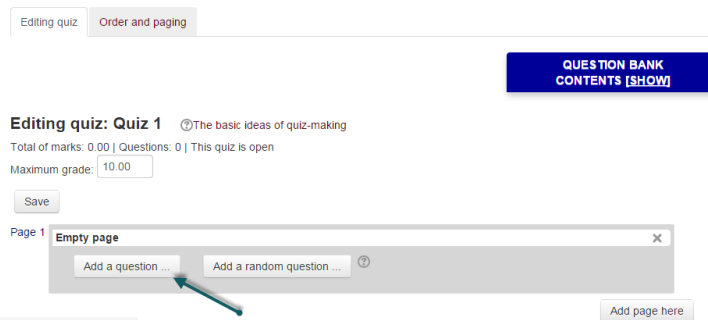 Editing quiz
Order and paging
QUESTION BANK
CONTENTS [SHOW]
Editing quiz: Quiz 1
The basic ideas of quiz-making
Total of marks: 0.00 | Questions: 0 | This quiz is open
Maximum grade: 10.00
Save
Page 1
Empty page
Add a question ...
Add a random question ...
Add page here